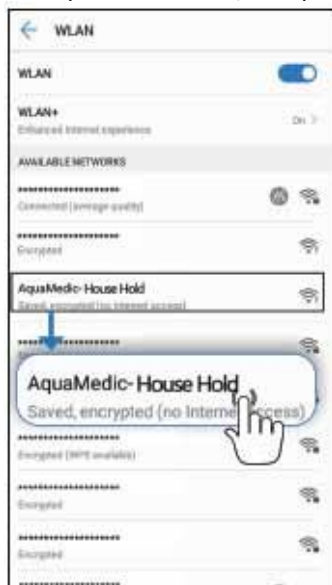 WLAN
WLAN
WLAN+
On >
Enhanced Internet experience
AVAILABLE NETWORKS
**********************
Connected (average quality)
**********************
Encrypted
AquaMedic- House Hold
Saved, encrypted (no Internet access)
**********************
AquaMedic- House Hold
Saved, encrypted (no Internet access)
Encrypted (WPS available)
**********************
Encrypted
**********************
Encrypted
**********************